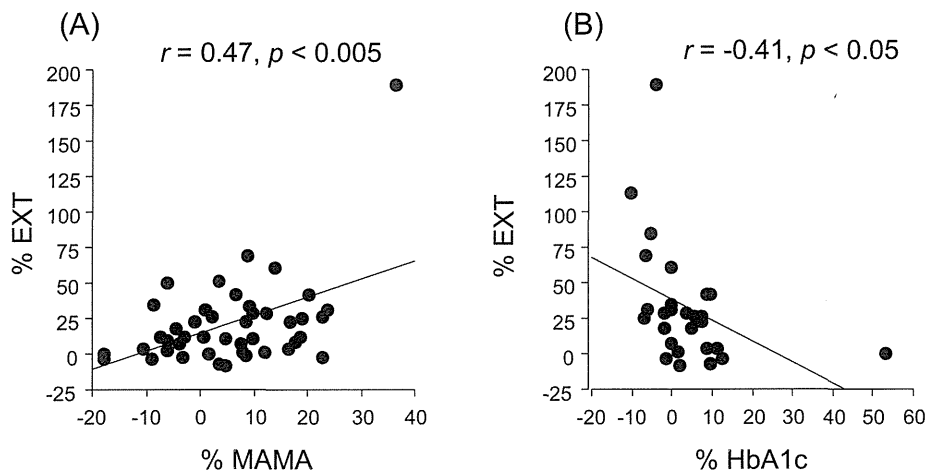 (A)
r = 0.47, p < 0.005
200
175
150
125
100
75
50
25
0
-25
% EXT
-20 -10 0 10 20 30 40
% MAMA
(B)
r = -0.41, p < 0.05
200
175
150
125
100
75
50
25
0
-25
% EXT
-20 -10 0 10 20 30 40 50 60
% HbA1c